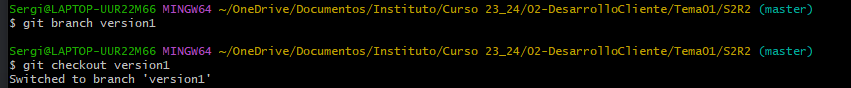 Sergi@LAPTOP-UUR22M66 MINGW64 ~/OneDrive/Documentos/Instituto/Curso 23_24/02-DesarrolloCliente/Tema01/S2R2 (master)
$ git branch version1
Sergi@LAPTOP-UUR22M66 MINGW64 ~/OneDrive/Documentos/Instituto/Curso 23_24/02-DesarrolloCliente/Tema01/S2R2 (master)
$ git checkout version1
Switched to branch 'version1'